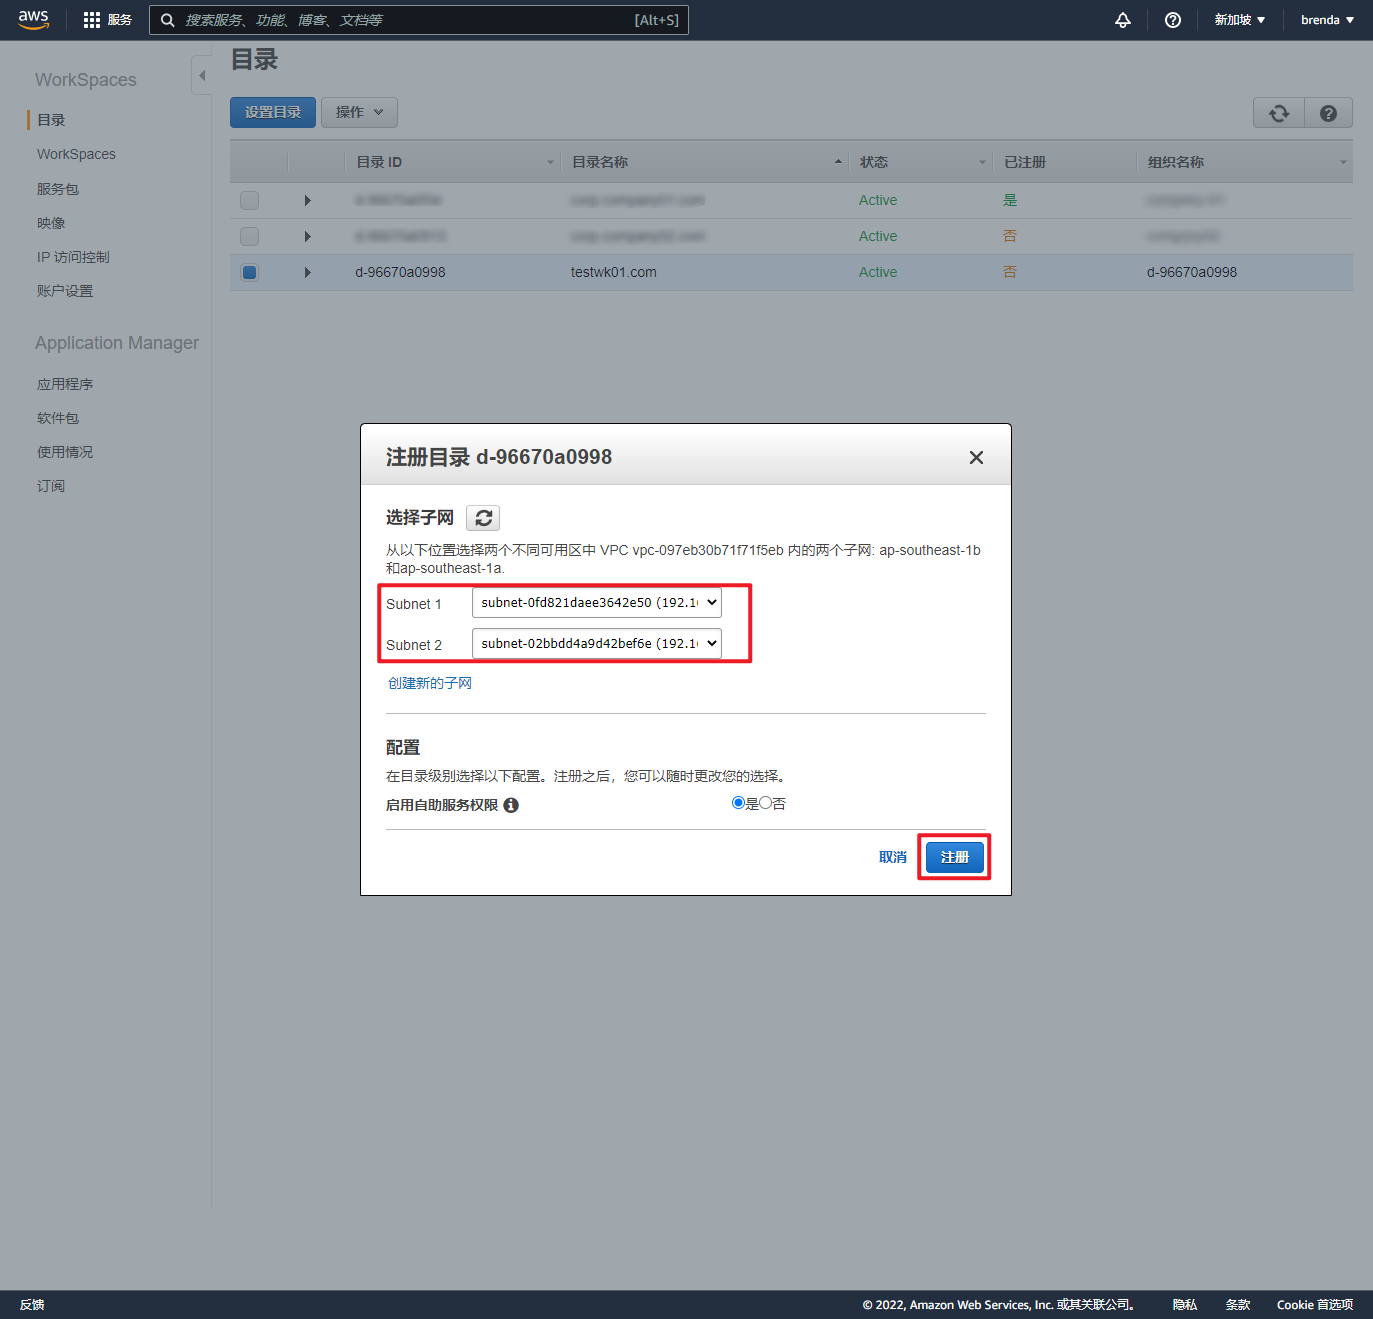 aws 服务 搜索服务、功能、博客、文档等 [Alt+S] 新加坡 brenda
WorkSpaces
目录
WorkSpaces
服务包
映像
IP 访问控制
账户设置
Application Manager
应用程序
软件包
使用情况
订阅
目录
设置目录 操作
目录 ID 目录名称 状态 已注册 组织名称
Active 是
Active 否
d-96670a0998 testwk01.com Active 否 d-96670a0998
注册目录 d-96670a0998
选择子网
从以下位置选择两个不同可用区中 VPC vpc-097eb30b71f71f5eb 内的两个子网: ap-southeast-1b
和ap-southeast-1a.
Subnet 1 subnet-0fd821daee3642e50 (192.1
Subnet 2 subnet-02bbdd4a9d42bef6e (192.1
创建新的子网
配置
在目录级别选择以下配置。注册之后，您可以随时更改您的选择。
启用自助服务权限 是 否
取消 注册
反馈 © 2022, Amazon Web Services, Inc. 或其关联公司。 隐私 条款 Cookie 首选项